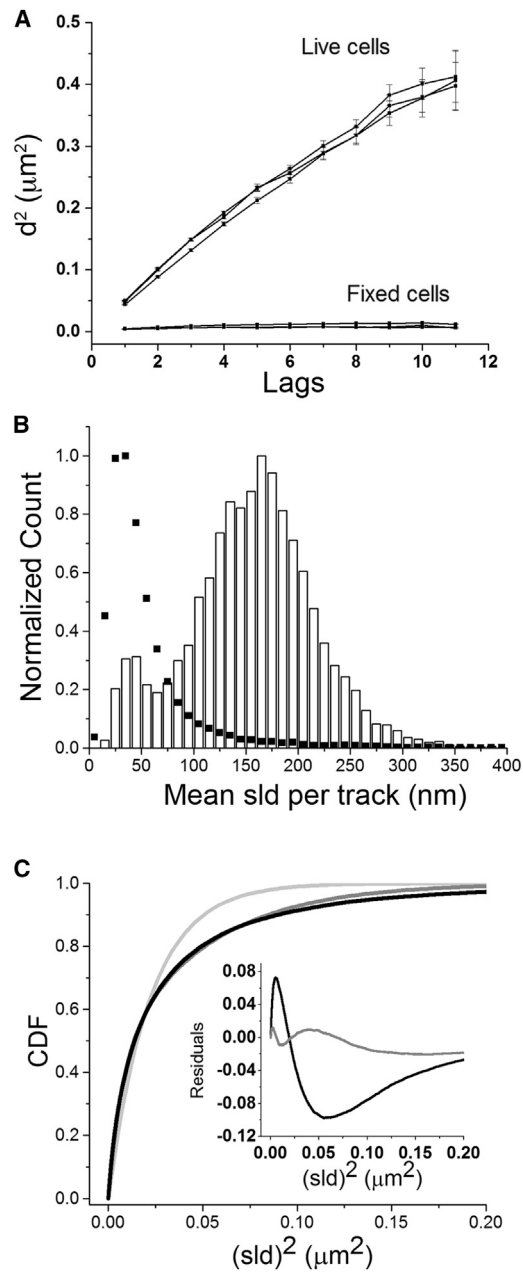 A
0.5
Live cells
0.4
0.3
d² (μm²)
0.2
0.1
Fixed cells
0.0
0 2 4 6 8 10 12
Lags
B
1.0
0.8
0.6
Normalized Count
0.4
0.2
0.0
0 50 100 150 200 250 300 350 400
Mean sld per track (nm)
C
1.0
0.8
0.6
CDF
0.4
0.2
0.0
0.08
0.04
0.00
-0.04
-0.08
-0.12
Residuals
0.00 0.05 0.10 0.15 0.20
(sld)² (μm²)
0.00 0.05 0.10 0.15 0.20
(sld)² (μm²)